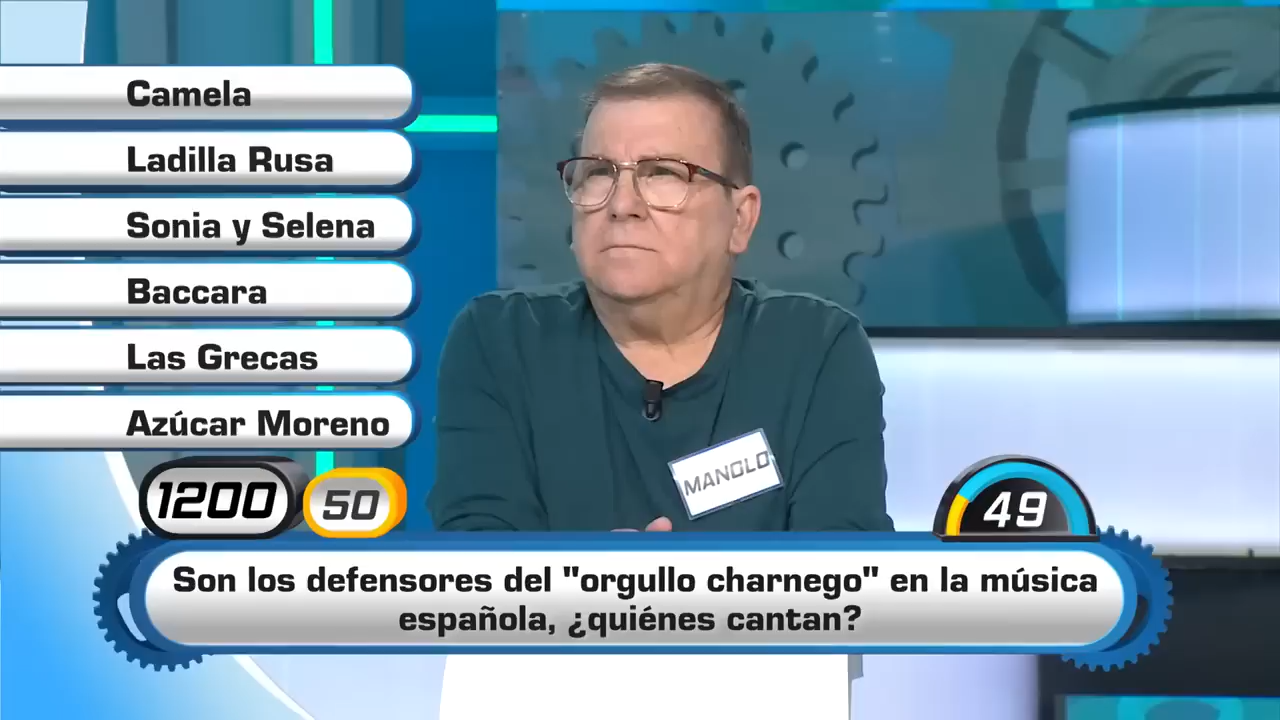 Camela
Ladilla Rusa
Sonia y Selena
Baccara
Las Grecas
Azúcar Moreno
1200
50
MANOLO
49
Son los defensores del "orgullo charnego" en la música
española, ¿quiénes cantan?